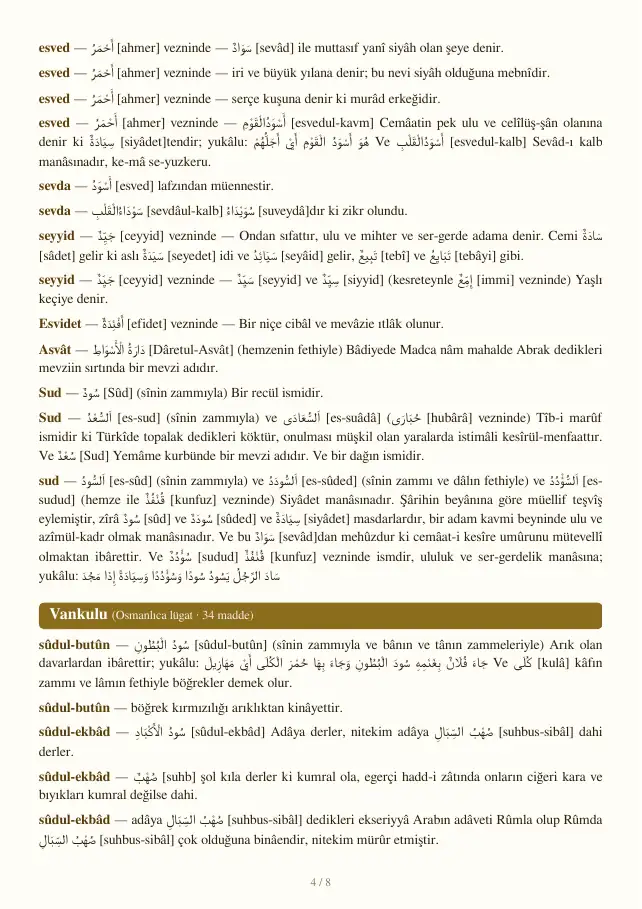 esved — أَحْمَرُ [ahmer] vezninde — سَوَادٌ [sevâd] ile muttasıf yanî siyâh olan şeye denir.
esved — أَحْمَرُ [ahmer] vezninde — iri ve büyük yılana denir; bu nevi siyâh olduğuna mebnîdir.
esved — أَحْمَرُ [ahmer] vezninde — serçe kuşuna denir ki murâd erkeğidir.
esved — أَحْمَرُ [ahmer] vezninde — أَسْوَدُالْقَوْمِ [esvedul-kavm] Cemâatin pek ulu ve celîlüş-şân olanına
denir ki سِيَادَةٌ [siyâdet]tendir; yukâlu: هُوَ أَسْوَدُ الْقَوْمِ أَيْ أَجَلُّهُمْ Ve أَسْوَدُالْقَلْبِ [esvedul-kalb] Sevâd-ı kalb
manâsınadır, ke-mâ se-yuzkeru.
sevda — أَسْوَدُ [esved] lafzından müennestir.
sevda — سَوْدَاءُالْقَلْبِ [sevdâul-kalb] سُوَيْدَاءُ [suveydâ]dır ki zikr olundu.
seyyid — جَيِّدٌ [ceyyid] vezninde — Ondan sıfattır, ulu ve mihter ve ser-gerde adama denir. Cemi سَادَةٌ
[sâdet] gelir ki aslı سَيَدَةٌ [seyedet] idi ve سَيَائِدُ [seyâid] gelir, تَبِيعٌ [tebî] ve تَبَايِعُ [tebâyi] gibi.
seyyid — جَيِّدٌ [ceyyid] vezninde — سَيِّدٌ [seyyid] ve سِيِّدٌ [siyyid] (kesreteynle إِمِّعٌ [immi] vezninde) Yaşlı
keçiye denir.
Esvidet — أَفْئِدَةٌ [efidet] vezninde — Bir niçe cibâl ve mevâzie ıtlâk olunur.
Asvât — دَارَةُ الْأَسْوَاطِ [Dâretul-Asvât] (hemzenin fethiyle) Bâdiyede Madca nâm mahalde Abrak dedikleri
mevziin sırtında bir mevzi adıdır.
Sud — سُودٌ [Sûd] (sînin zammıyla) Bir recül ismidir.
Sud — اَلسُّعْدُ [es-sud] (sînin zammıyla) ve اَلسُّعَادَى [es-suâdâ] (حُبَارَى [hubârâ] vezninde) Tîb-i marûf
ismidir ki Türkîde topalak dedikleri köktür, onulması müşkil olan yaralarda istimâli kesîrül-menfaattır.
Ve سُعْدٌ [Sud] Yemâme kurbünde bir mevzi adıdır. Ve bir dağın ismidir.
sud — اَلسُّودُ [es-sûd] (sînin zammıyla) ve اَلسُّودَدُ [es-sûded] (sînin zammı ve dâlın fethiyle) ve اَلسُّؤْدُدُ [es-
sudud] (hemze ile قُنْفُذٌ [kunfuz] vezninde) Siyâdet manâsınadır. Şârihin beyânına göre müellif teşvîş
eylemiştir, zîrâ سُودٌ [sûd] ve سُودَدٌ [sûded] ve سِيَادَةٌ [siyâdet] masdarlardır, bir adam kavmi beyninde ulu ve
azîmül-kadr olmak manâsınadır. Ve bu سَوَادٌ [sevâd]dan mehûzdur ki cemâat-i kesîre umûrunu mütevellî
olmaktan ibârettir. Ve سُؤْدُدٌ [sudud] قُنْفُذٌ [kunfuz] vezninde ismdir, ululuk ve ser-gerdelik manâsına;
yukâlu: سَادَ الرَّجُلُ يَسُودُ سُودًا وَسُؤْدُدًا وَسِيَادَةً إِذَا مَجُدَ
Vankulu (Osmanlıca lügat · 34 madde)
sûdul-butûn — سُودُ الْبُطُونِ [sûdul-butûn] (sînin zammıyla ve bânın ve tânın zammeleriyle) Arık olan
davarlardan ibârettir; yukâlu: جَاءَ فُلَانٌ بِغَنَمِهِ سُودَ الْبُطُونِ وَجَاءَ بِهَا حُمْرَ الْكُلَى أَيْ مَهَازِيلَ Ve كُلَى [kulâ] kâfın
zammı ve lâmın fethiyle böğrekler demek olur.
sûdul-butûn — böğrek kırmızılığı arıklıktan kinâyettir.
sûdul-ekbâd — سُودُ الْأَكْبَادِ [sûdul-ekbâd] Adâya derler, nitekim adâya صُهْبُ السِّبَالِ [suhbus-sibâl] dahi
derler.
sûdul-ekbâd — صُهْبٌ [suhb] şol kıla derler ki kumral ola, egerçi hadd-i zâtında onların ciğeri kara ve
bıyıkları kumral değilse dahi.
sûdul-ekbâd — adâya صُهْبُ السِّبَالِ [suhbus-sibâl] dedikleri ekseriyyâ Arabın adâveti Rûmla olup Rûmda
صُهْبُ السِّبَالِ [suhbus-sibâl] çok olduğuna binâendir, nitekim mürûr etmiştir.
4 / 8